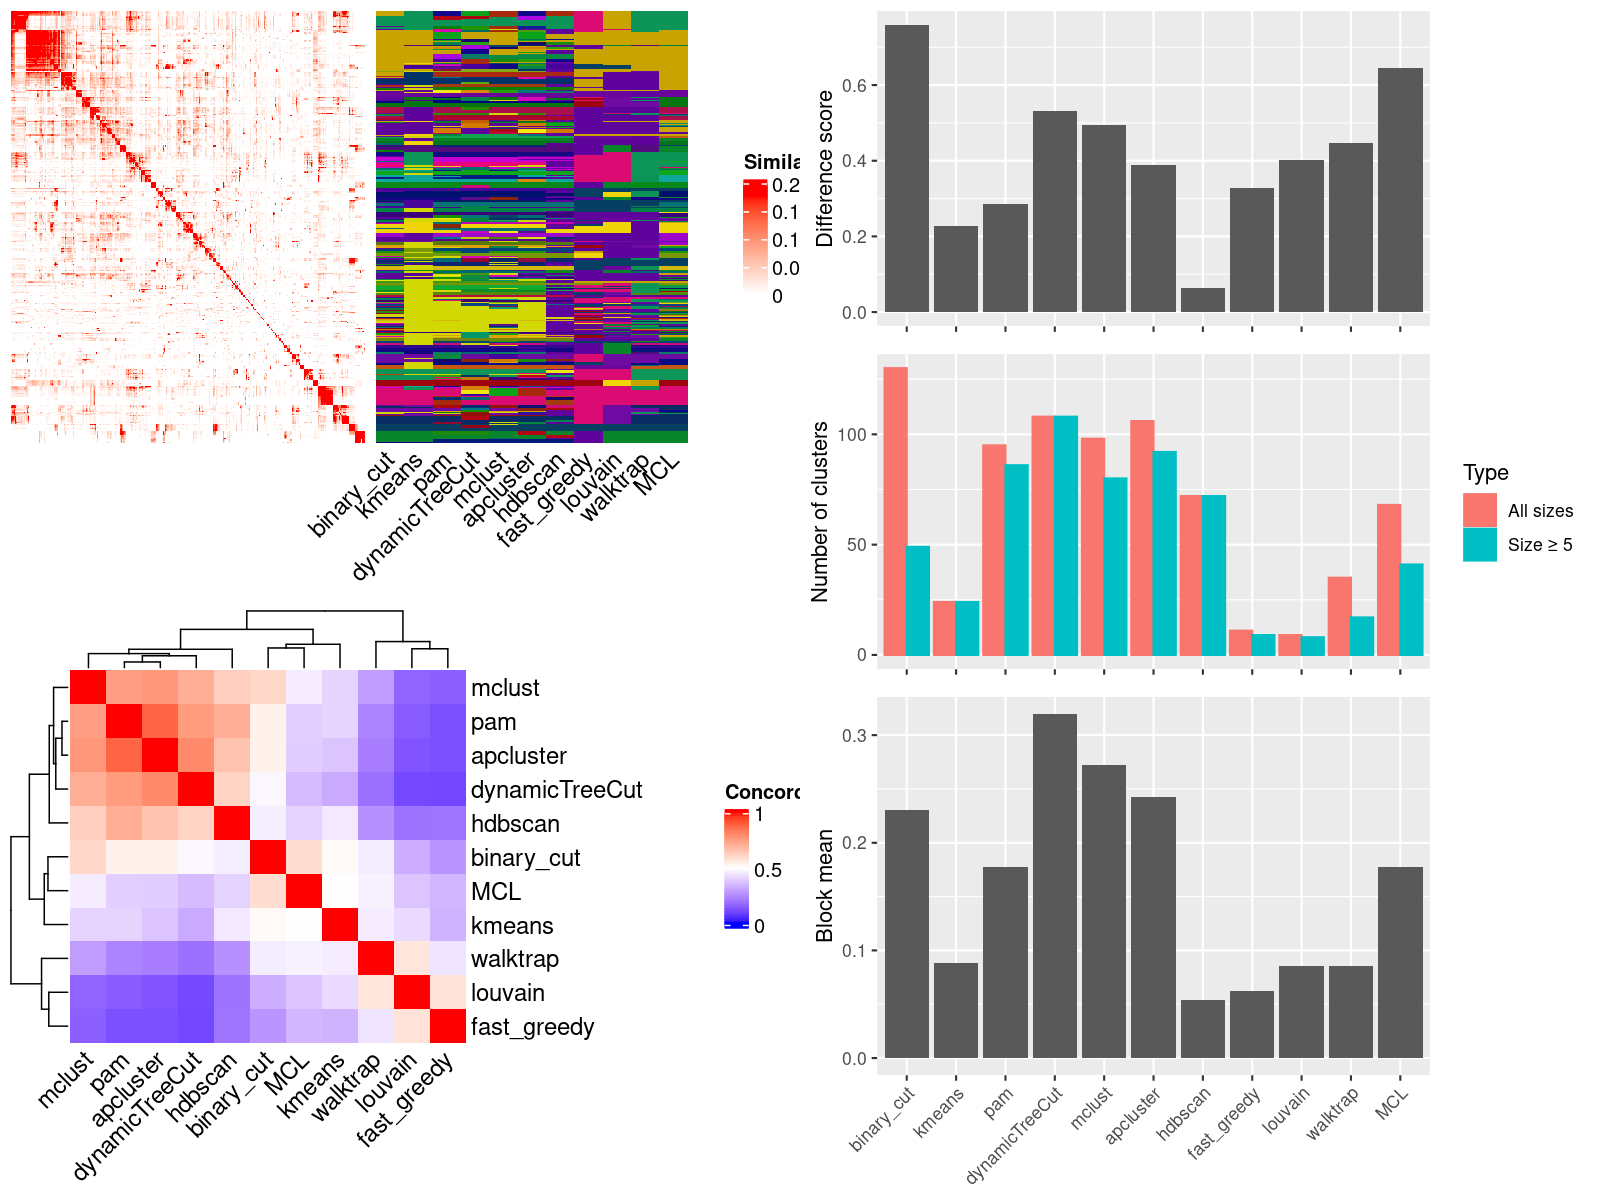 Simila
0.2
0.1
0.1
0.0
0
binary_cut
kmeans
pam
dynamicTreeCut
mclust
apcluster
hdbscan
fast_greedy
louvain
walktrap
MCL
mclust
pam
apcluster
dynamicTreeCut
hdbscan
binary_cut
MCL
kmeans
walktrap
louvain
fast_greedy
mclust
pam
apcluster
dynamicTreeCut
hdbscan
binary_cut
MCL
kmeans
walktrap
louvain
fast_greedy
Concord
1
0.5
0
Difference score
0.6
0.4
0.2
0.0
Number of clusters
100
50
0
Type
All sizes
Size ≥ 5
Block mean
0.3
0.2
0.1
0.0
binary_cut
kmeans
pam
dynamicTreeCut
mclust
apcluster
hdbscan
fast_greedy
louvain
walktrap
MCL